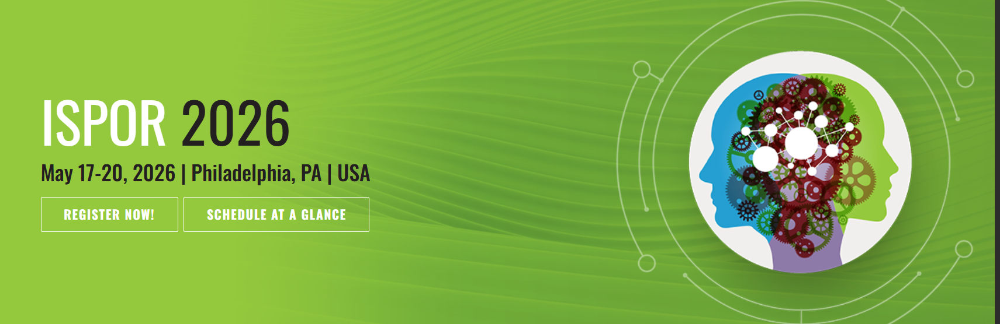 ISPOR 2026
May 17-20, 2026 | Philadelphia, PA | USA
REGISTER NOW!
SCHEDULE AT A GLANCE